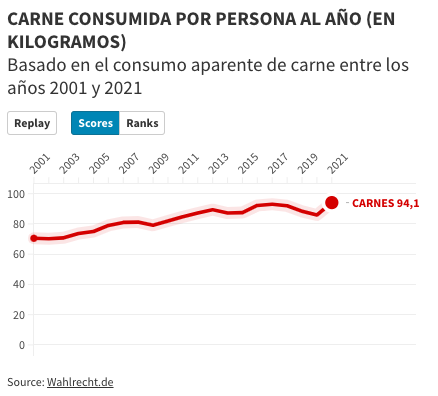 CARNE CONSUMIDA POR PERSONA AL AÑO (EN
KILOGRAMOS)
Basado en el consumo aparente de carne entre los
años 2001 y 2021
Replay
Scores
Ranks
2001
2003
2005
2007
2009
2011
2013
2015
2017
2019
2021
100
80
60
40
20
0
CARNES 94,1
Source: Wahlrecht.de